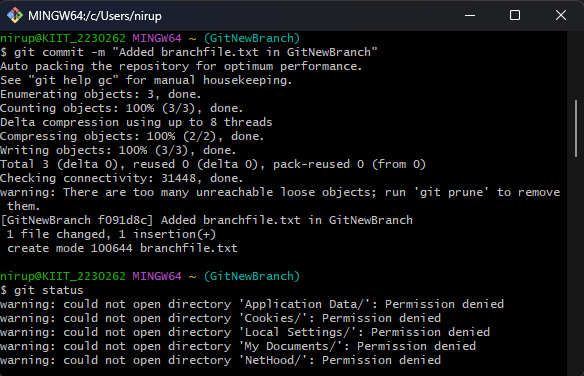 MINGW64:/c/Users/nirup
nirup@KIIT_2230262 MINGW64 ~ (GitNewBranch)
$ git commit -m "Added branchfile.txt in GitNewBranch"
Auto packing the repository for optimum performance.
See "git help gc" for manual housekeeping.
Enumerating objects: 3, done.
Counting objects: 100% (3/3), done.
Delta compression using up to 8 threads
Compressing objects: 100% (2/2), done.
Writing objects: 100% (3/3), done.
Total 3 (delta 0), reused 0 (delta 0), pack-reused 0 (from 0)
Checking connectivity: 31448, done.
warning: There are too many unreachable loose objects; run 'git prune' to remove
 them.
[GitNewBranch f091d8c] Added branchfile.txt in GitNewBranch
 1 file changed, 1 insertion(+)
 create mode 100644 branchfile.txt
nirup@KIIT_2230262 MINGW64 ~ (GitNewBranch)
$ git status
warning: could not open directory 'Application Data/': Permission denied
warning: could not open directory 'Cookies/': Permission denied
warning: could not open directory 'Local Settings/': Permission denied
warning: could not open directory 'My Documents/': Permission denied
warning: could not open directory 'NetHood/': Permission denied